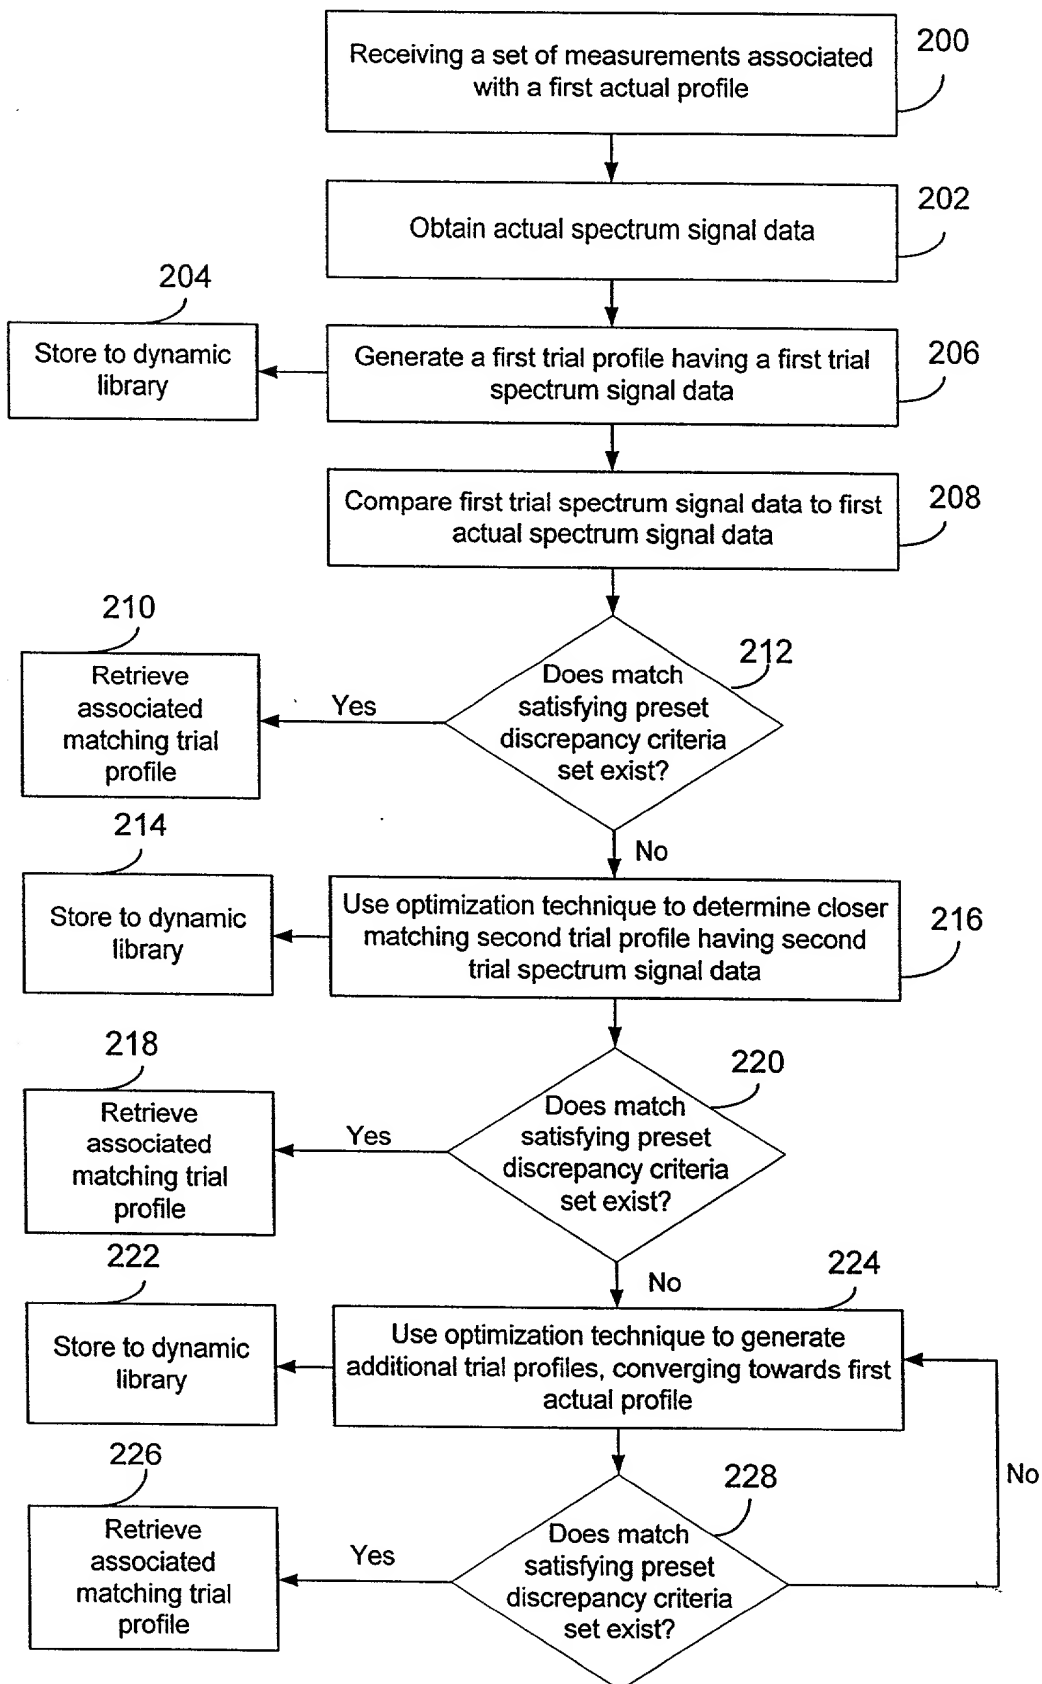 Receiving a set of measurements associated
with a first actual profile
200
Obtain actual spectrum signal data
202
204
Store to dynamic
library
Generate a first trial profile having a first trial
spectrum signal data
206
Compare first trial spectrum signal data to first
actual spectrum signal data
208
210
Retrieve
associated
matching trial
profile
Yes
Does match
satisfying preset
discrepancy criteria
set exist?
212
No
214
Store to dynamic
library
Use optimization technique to determine closer
matching second trial profile having second
trial spectrum signal data
216
218
Retrieve
associated
matching trial
profile
Yes
Does match
satisfying preset
discrepancy criteria
set exist?
220
No
222
Store to dynamic
library
Use optimization technique to generate
additional trial profiles, converging towards first
actual profile
224
226
Retrieve
associated
matching trial
profile
Yes
Does match
satisfying preset
discrepancy criteria
set exist?
228
No